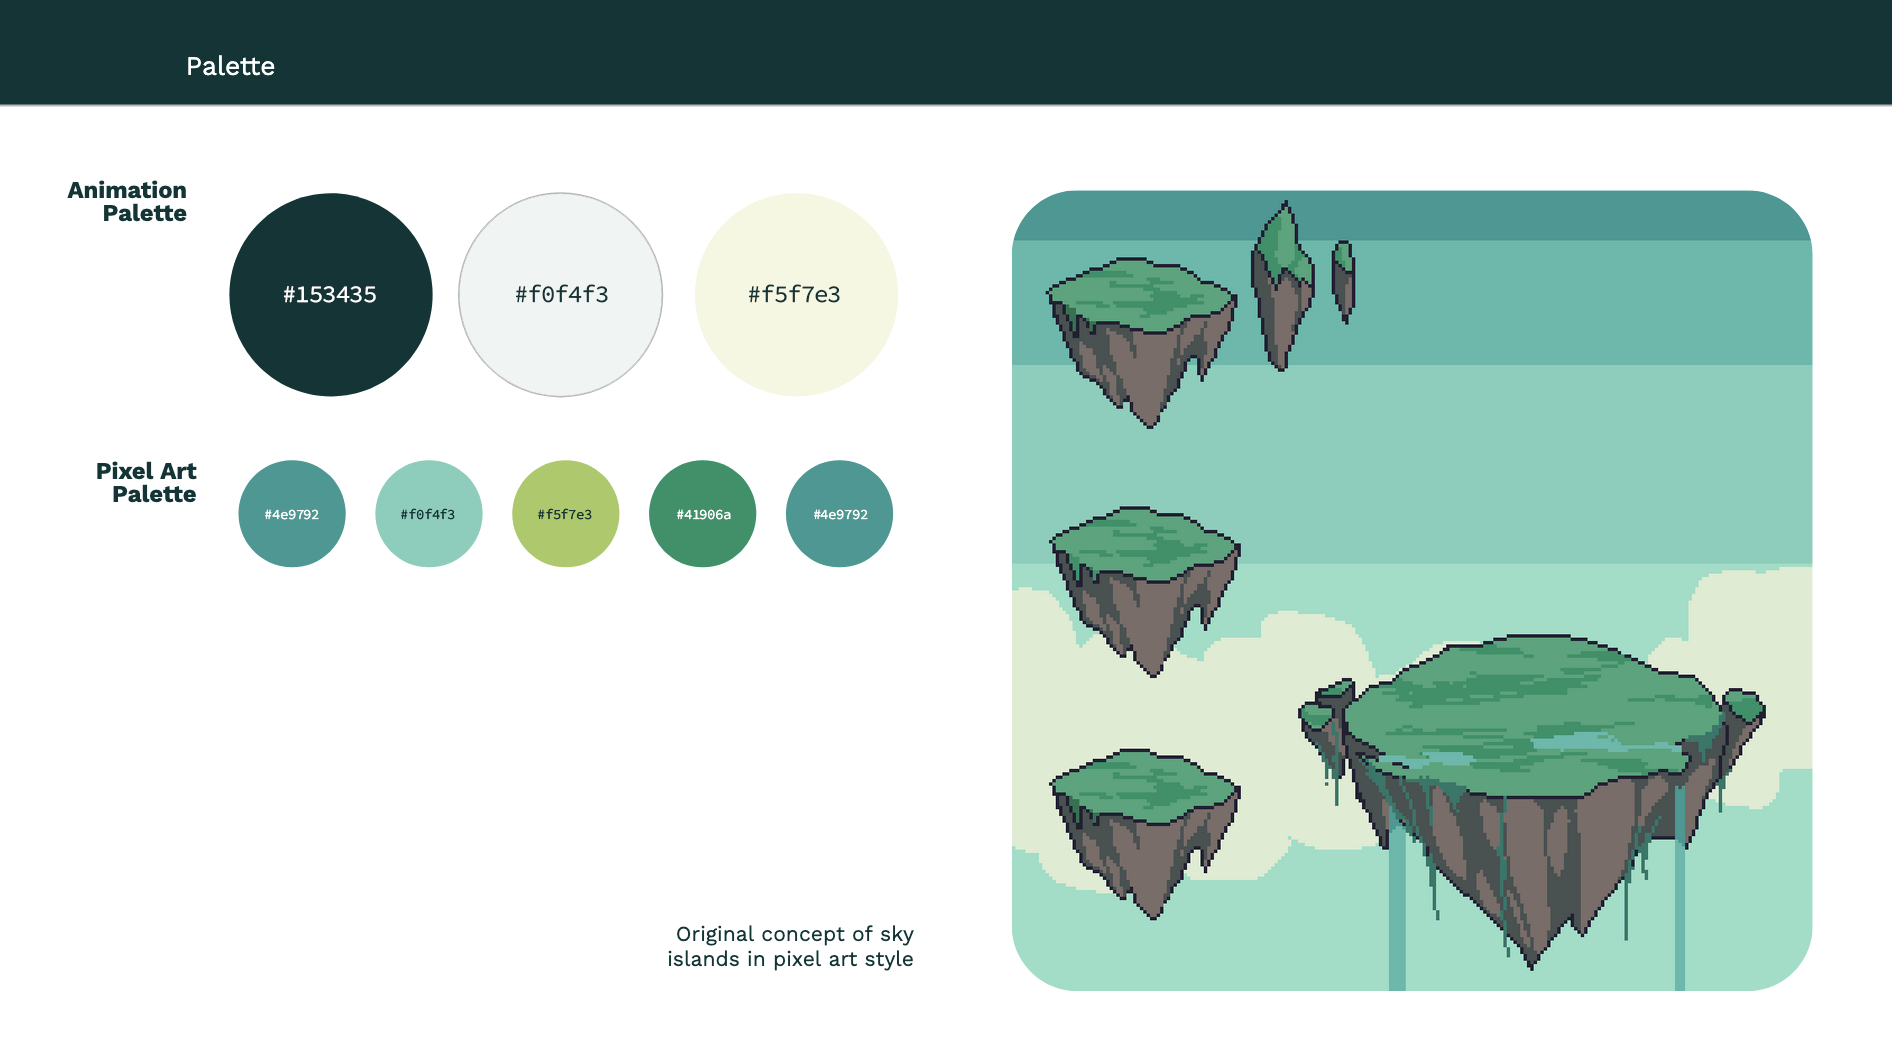 Palette
Animation
Palette
#153435
#f0f4f3
#f5f7e3
Pixel Art
Palette
#4e9792
#f0f4f3
#f5f7e3
#41906a
#4e9792
Original concept of sky
islands in pixel art style